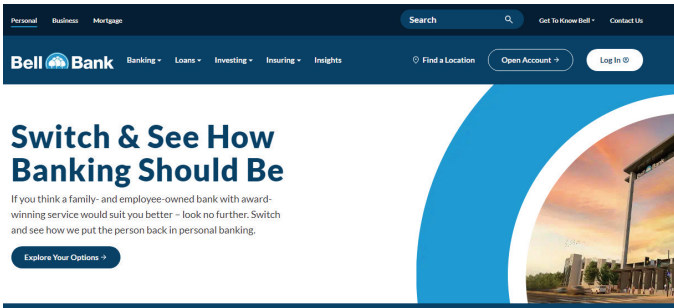 Personal Business Mortgage Search Get To Know Bell Contact Us
Bell Bank Banking Loans Investing Insuring Insights Find a Location Open Account → Log In
Switch & See How
Banking Should Be
If you think a family- and employee-owned bank with award-
winning service would suit you better – look no further. Switch
and see how we put the person back in personal banking.
Explore Your Options →